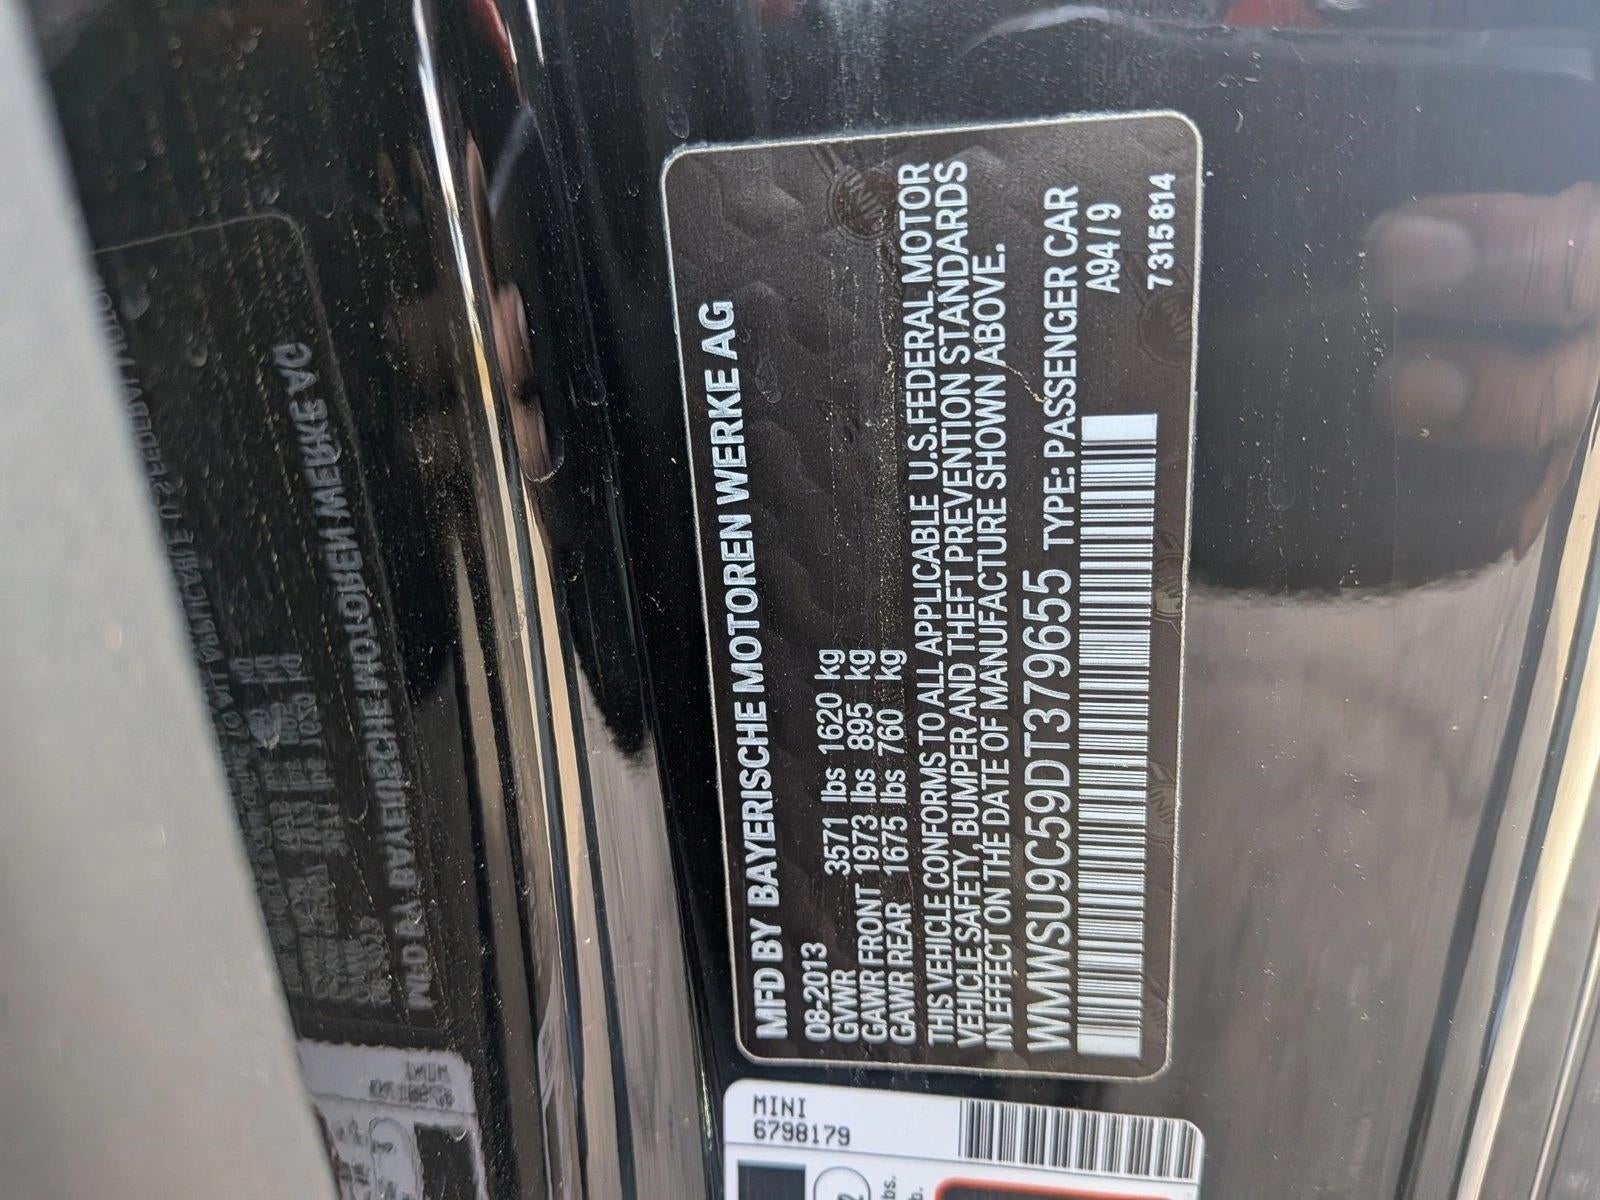 MFD BY BAYERISCHE MOTOREN WERKE AG
08-2013
GVWR 3571 lbs 1620 kg
GAWR FRONT 1973 lbs 895 kg
GAWR REAR 1675 lbs 760 kg
THIS VEHICLE CONFORMS TO ALL APPLICABLE U.S.FEDERAL MOTOR
VEHICLE SAFETY, BUMPER AND THEFT PREVENTION STANDARDS
IN EFFECT ON THE DATE OF MANUFACTURE SHOWN ABOVE.
WMWSU9C59DT379655 TYPE: PASSENGER CAR
A94/9
7315814
MINI
6798179